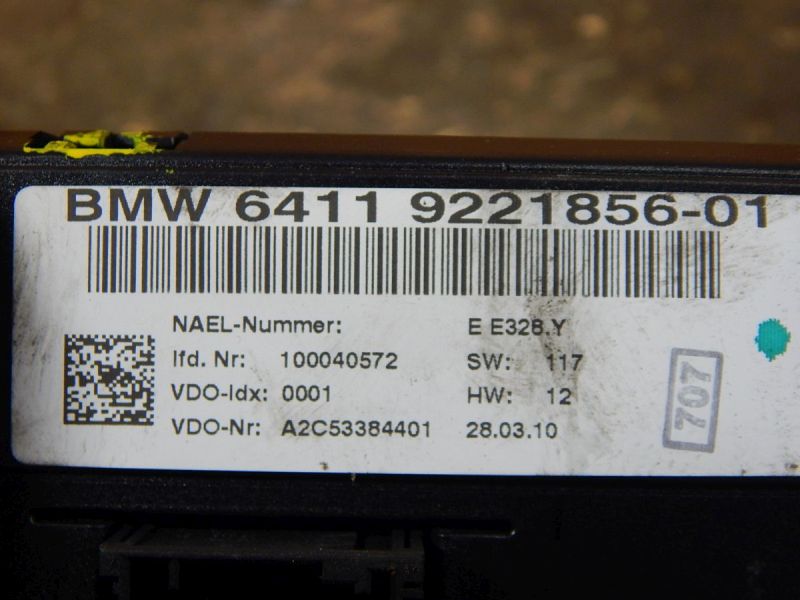 BMW 6411 9221856-01
NAEL-Nummer: E E328.Y
lfd. Nr: 100040572 SW: 117
VDO-Idx: 0001 HW: 12
VDO-Nr: A2C53384401 28.03.10
707